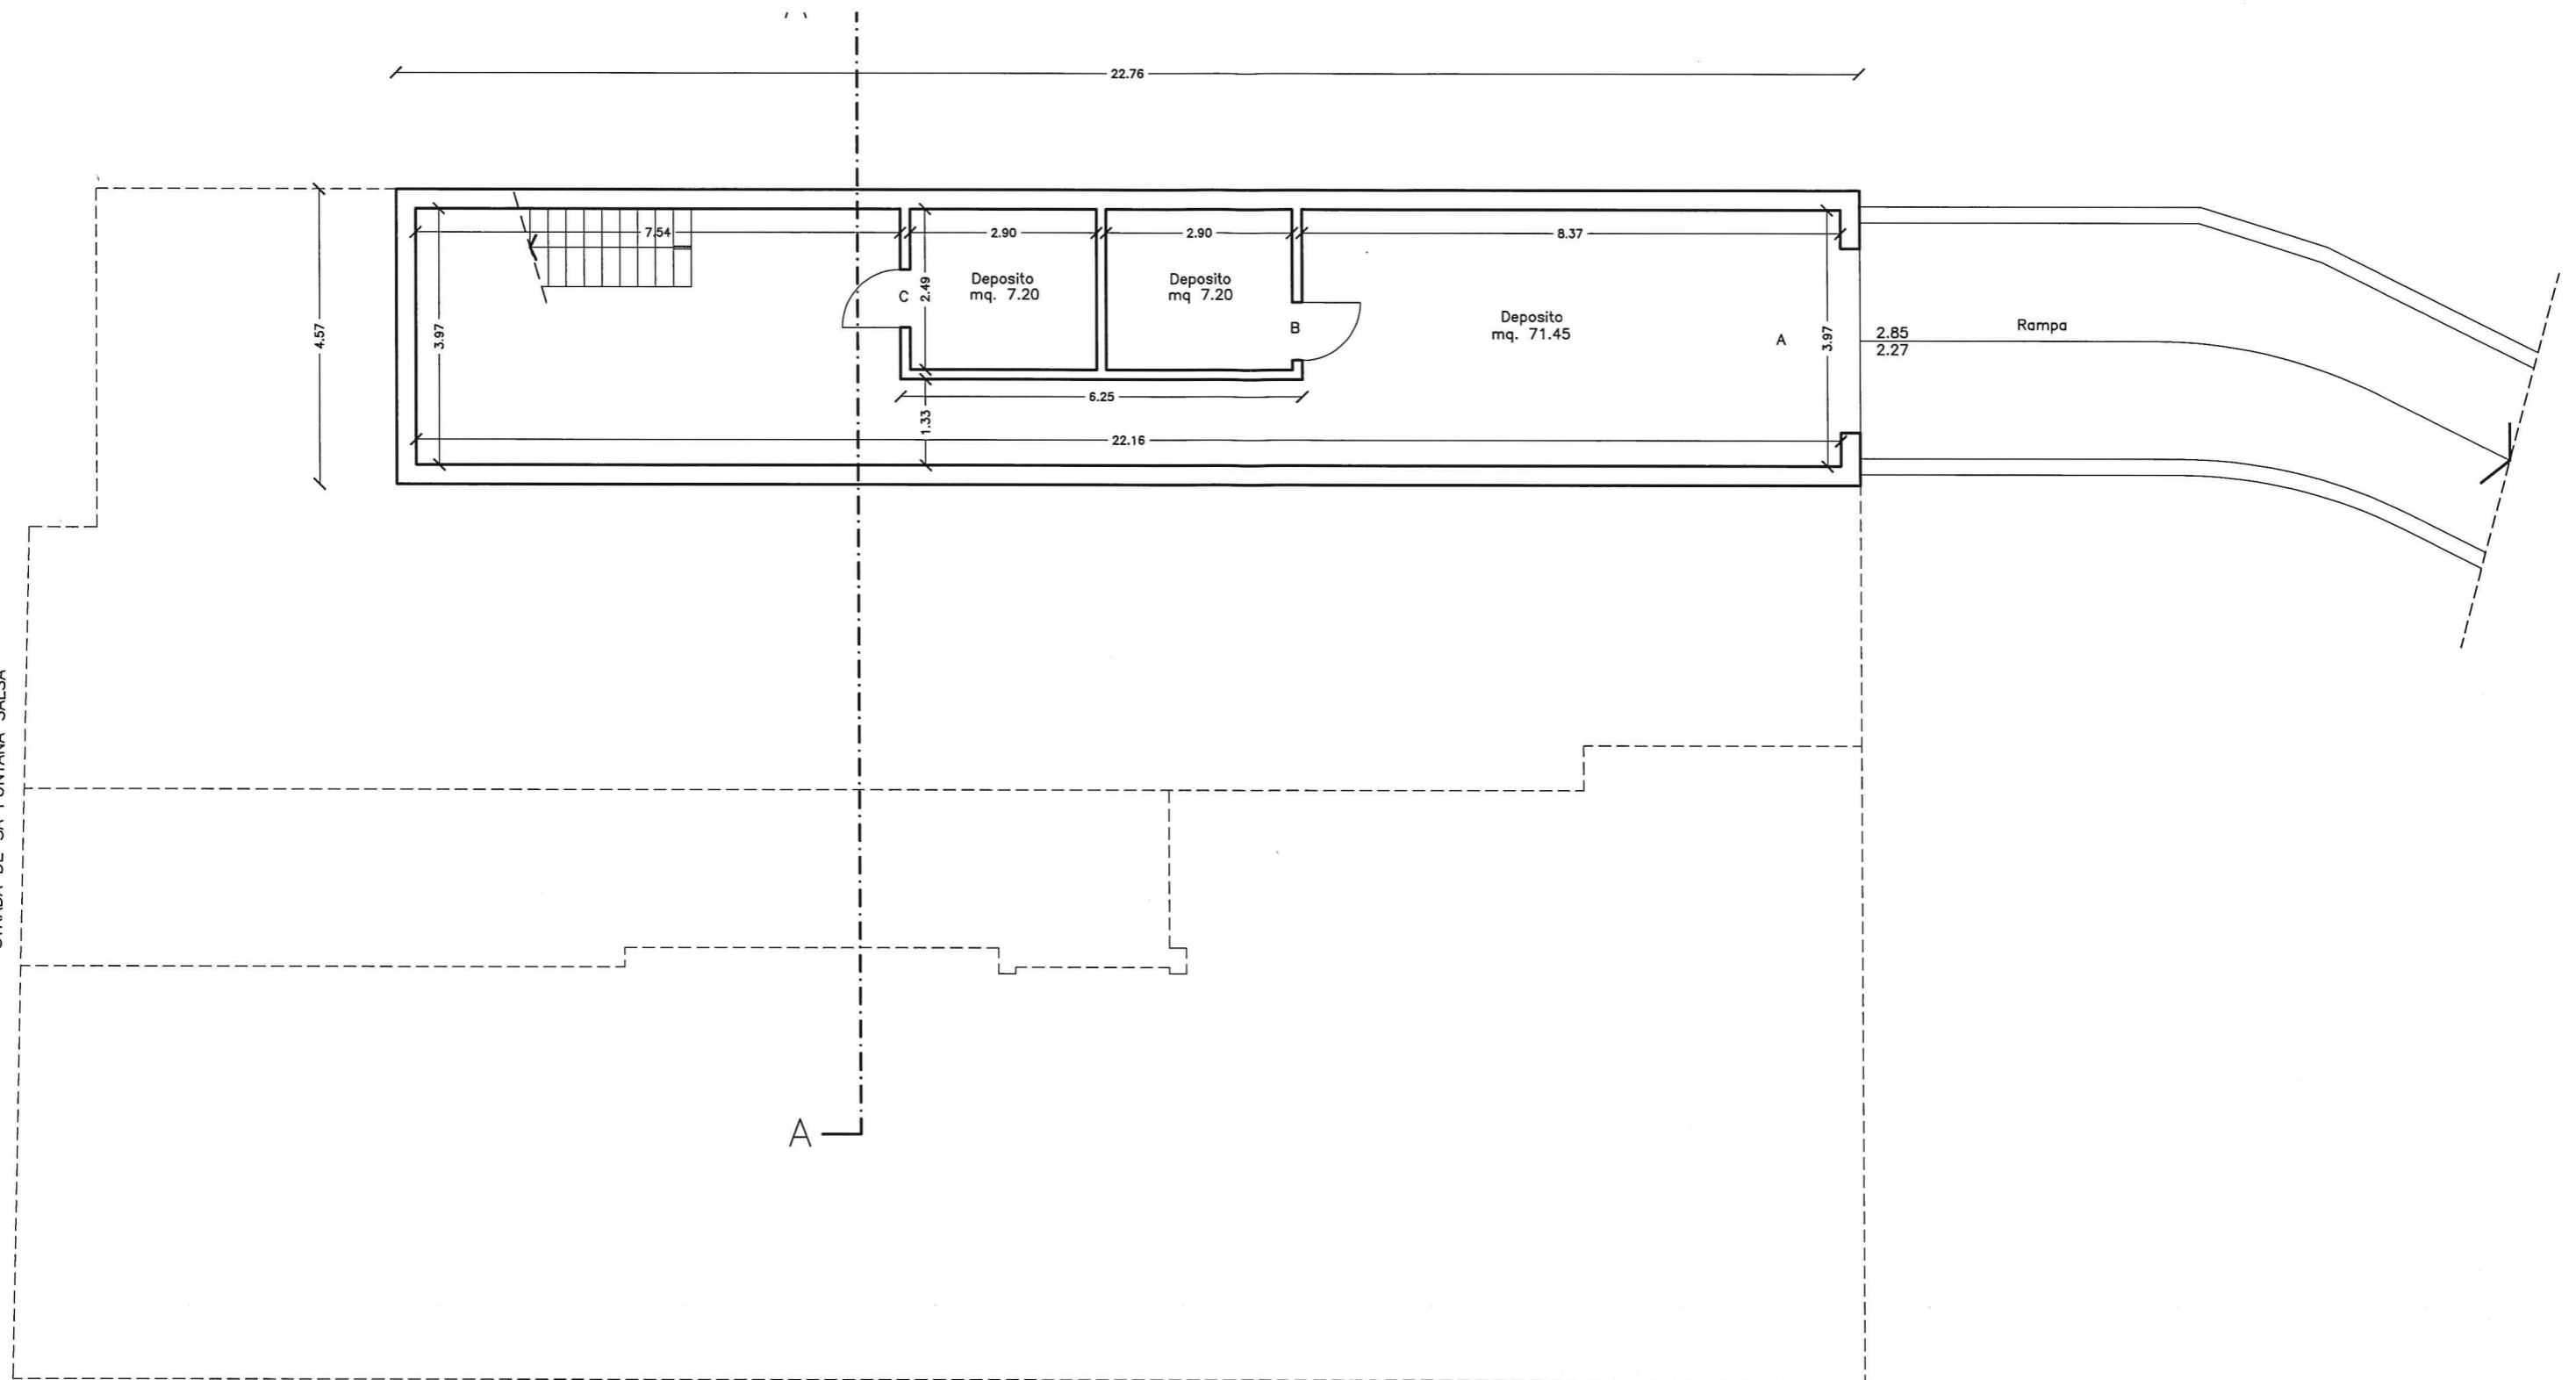 22.76
7.54
2.90
2.90
8.37
4.57
3.97
C
2.49
Deposito
mq. 7.20
Deposito
mq 7.20
B
Deposito
mq. 71.45
A
3.97
2.85
2.27
Rampa
6.25
1.33
22.16
A